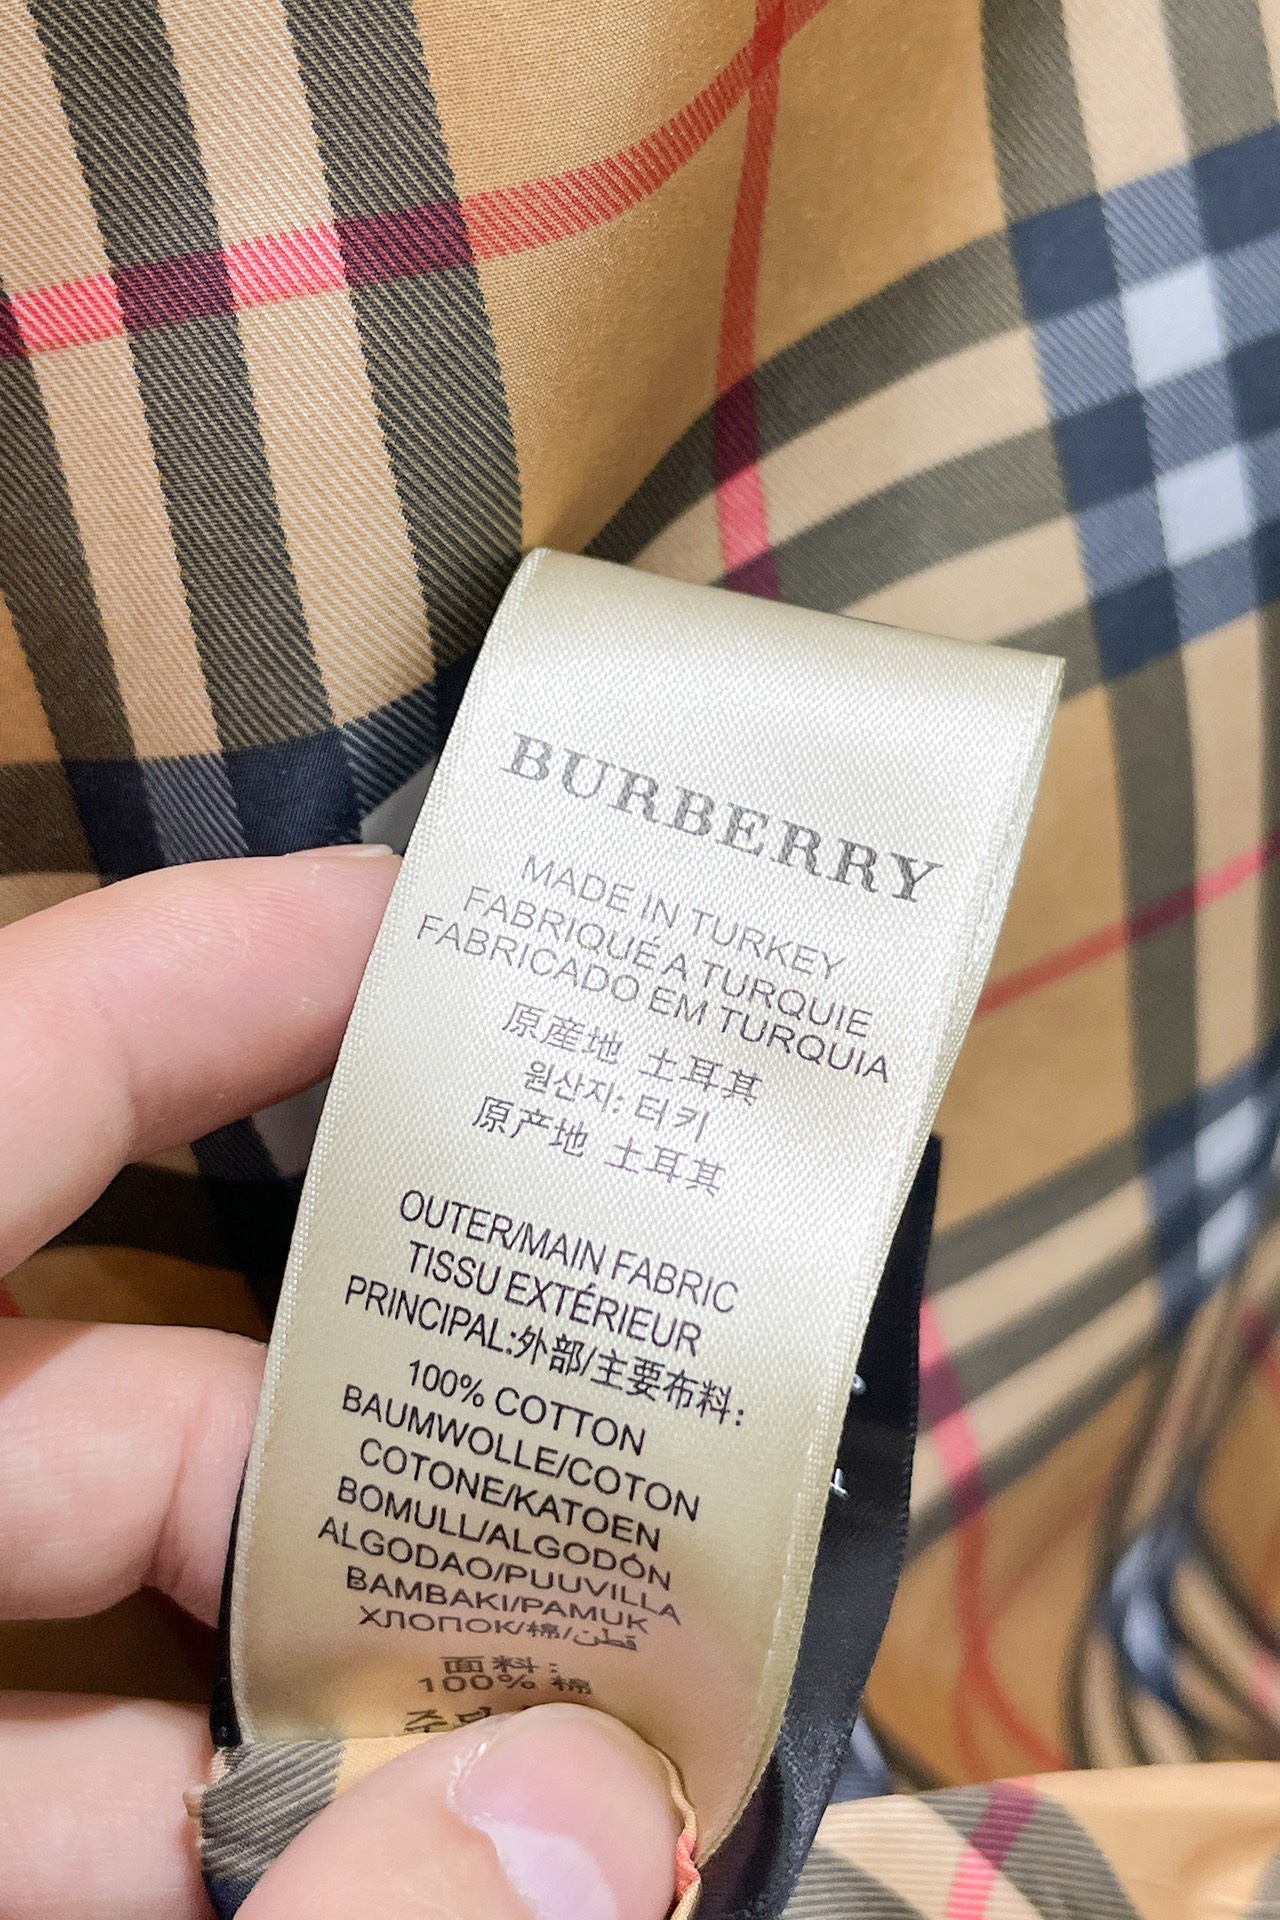 BURBERRY
MADE IN TURKEY
FABRIQUÉ A TURQUIE
FABRICADO EM TURQUIA
原産地 土耳其
원산지: 터키
原产地 土耳其
OUTER/MAIN FABRIC
TISSU EXTÉRIEUR
PRINCIPAL:外部/主要布料:
100% COTTON
BAUMWOLLE/COTON
COTONE/KATOEN
BOMULL/ALGODÓN
ALGODAO/PUUVILLA
BAMBAKI/PAMUK
ХЛОПОК/棉/قطن
面料:
100% 棉